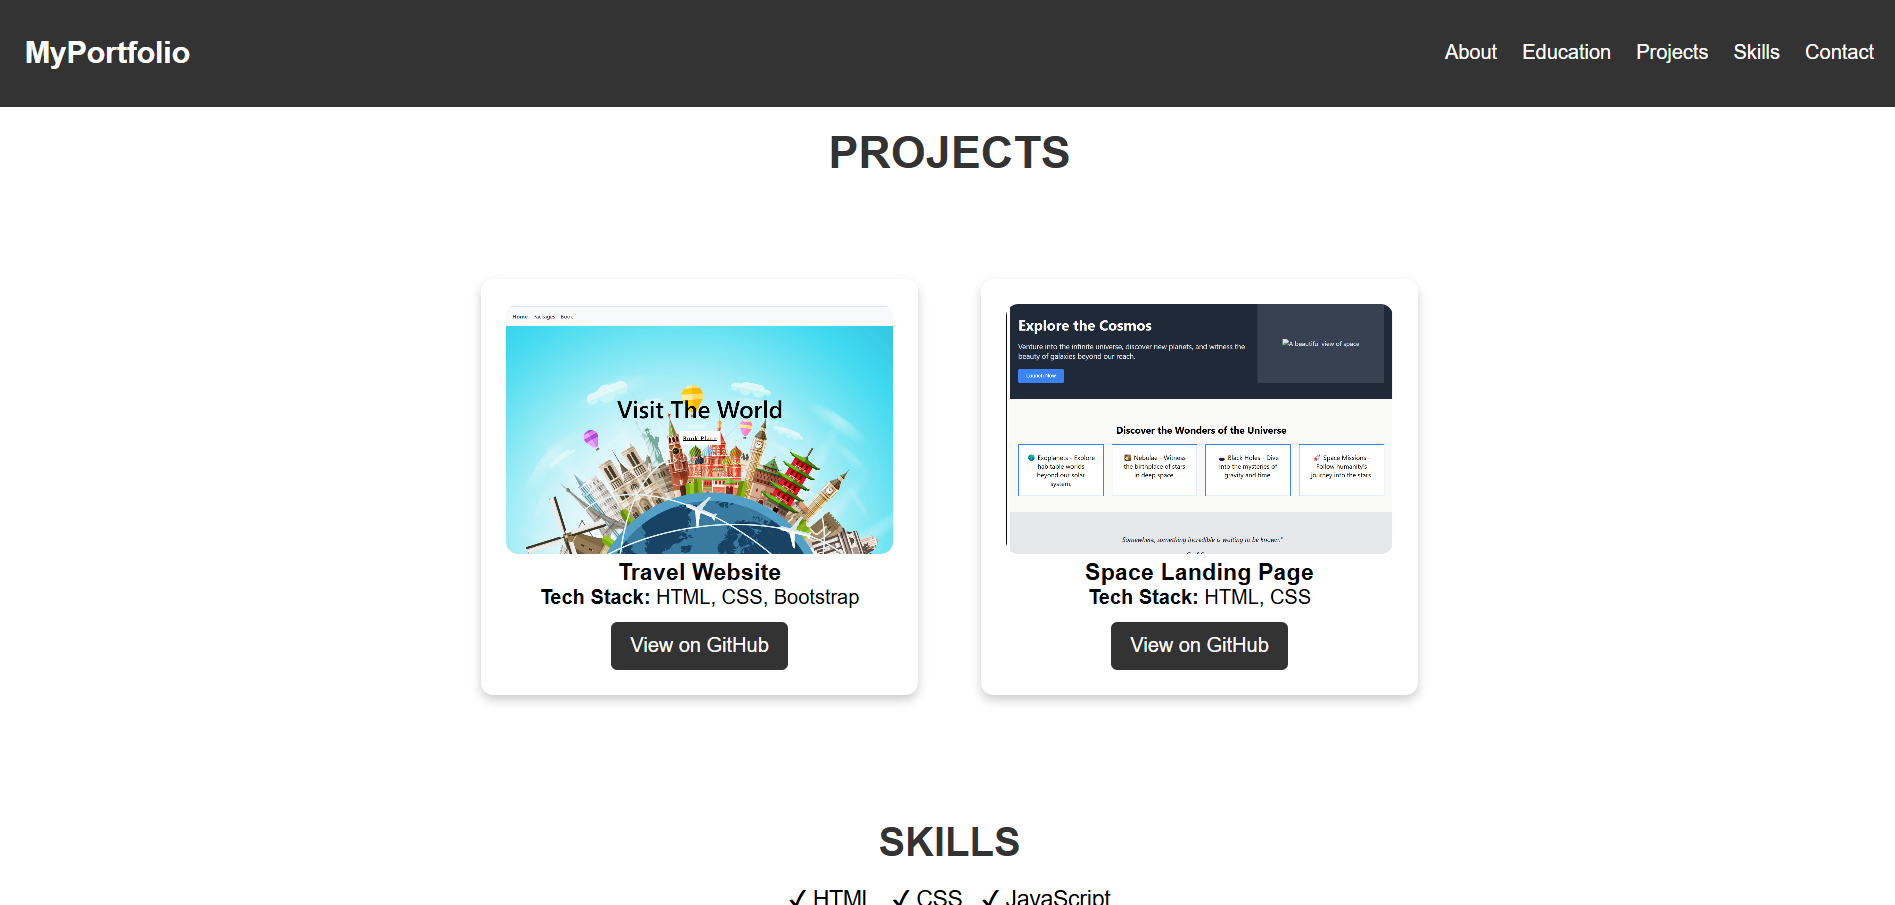 MyPortfolio
About Education Projects Skills Contact
PROJECTS
Home Packages Book
Visit The World
Book Place
Travel Website
Tech Stack: HTML, CSS, Bootstrap
View on GitHub
Explore the Cosmos
Venture into the infinite universe, discover new planets, and witness the
beauty of galaxies beyond our reach.
Launch Now
A beautiful view of space
Discover the Wonders of the Universe
🌍 Exoplanets - Explore
habitable worlds
beyond our solar
system.
🌠 Nebulae - Witness
the birthplace of stars
in deep space.
🕳 Black Holes - Dive
into the mysteries of
gravity and time.
🚀 Space Missions -
Follow humanity's
journey into the stars.
Somewhere, something incredible is waiting to be known."
Space Landing Page
Tech Stack: HTML, CSS
View on GitHub
SKILLS
✓ HTML ✓ CSS ✓ JavaScript